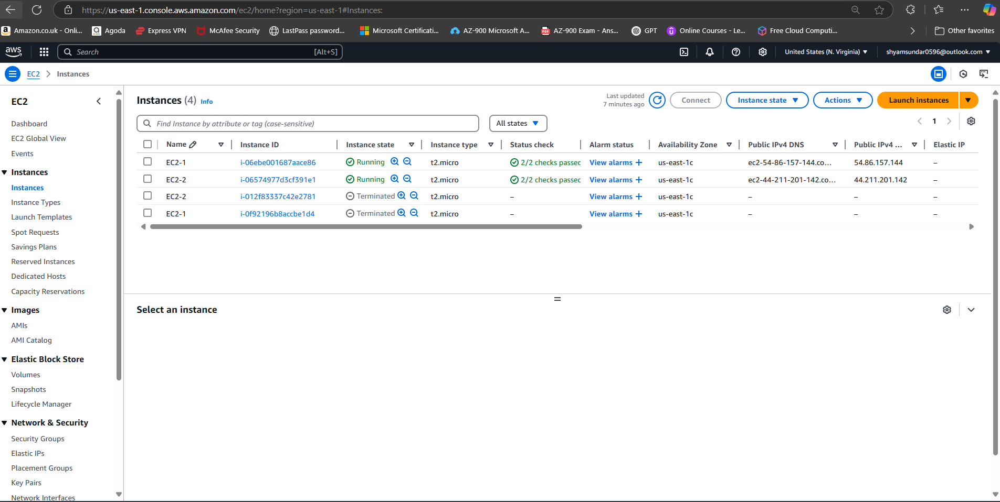 https://us-east-1.console.aws.amazon.com/ec2/home?region=us-east-1#Instances:
Amazon.co.uk - Onli... Agoda Express VPN McAfee Security LastPass password... Microsoft Certificati... AZ-900 Microsoft A... PDF AZ-900 Exam - Ans... GPT Online Courses - Le... Free Cloud Computi... Other favorites
aws Search [Alt+S] United States (N. Virginia) shyamsundar0596@outlook.com
EC2 Instances
EC2
Dashboard
EC2 Global View
Events
Instances
Instances
Instance Types
Launch Templates
Spot Requests
Savings Plans
Reserved Instances
Dedicated Hosts
Capacity Reservations
Images
AMIs
AMI Catalog
Elastic Block Store
Volumes
Snapshots
Lifecycle Manager
Network & Security
Security Groups
Elastic IPs
Placement Groups
Key Pairs
Network Interfaces
Instances (4) Info
Last updated
7 minutes ago
Connect Instance state Actions Launch instances
Find Instance by attribute or tag (case-sensitive) All states 1
Name Instance ID Instance state Instance type Status check Alarm status Availability Zone Public IPv4 DNS Public IPv4 ... Elastic IP
EC2-1 i-06ebe001687aace86 Running t2.micro 2/2 checks passec View alarms + us-east-1c ec2-54-86-157-144.co... 54.86.157.144 –
EC2-2 i-06574977d3cf391e1 Running t2.micro 2/2 checks passec View alarms + us-east-1c ec2-44-211-201-142.co... 44.211.201.142 –
EC2-2 i-012f83337c42e2781 Terminated t2.micro – View alarms + us-east-1c – – –
EC2-1 i-0f92196b8accbe1d4 Terminated t2.micro – View alarms + us-east-1c – – –
Select an instance